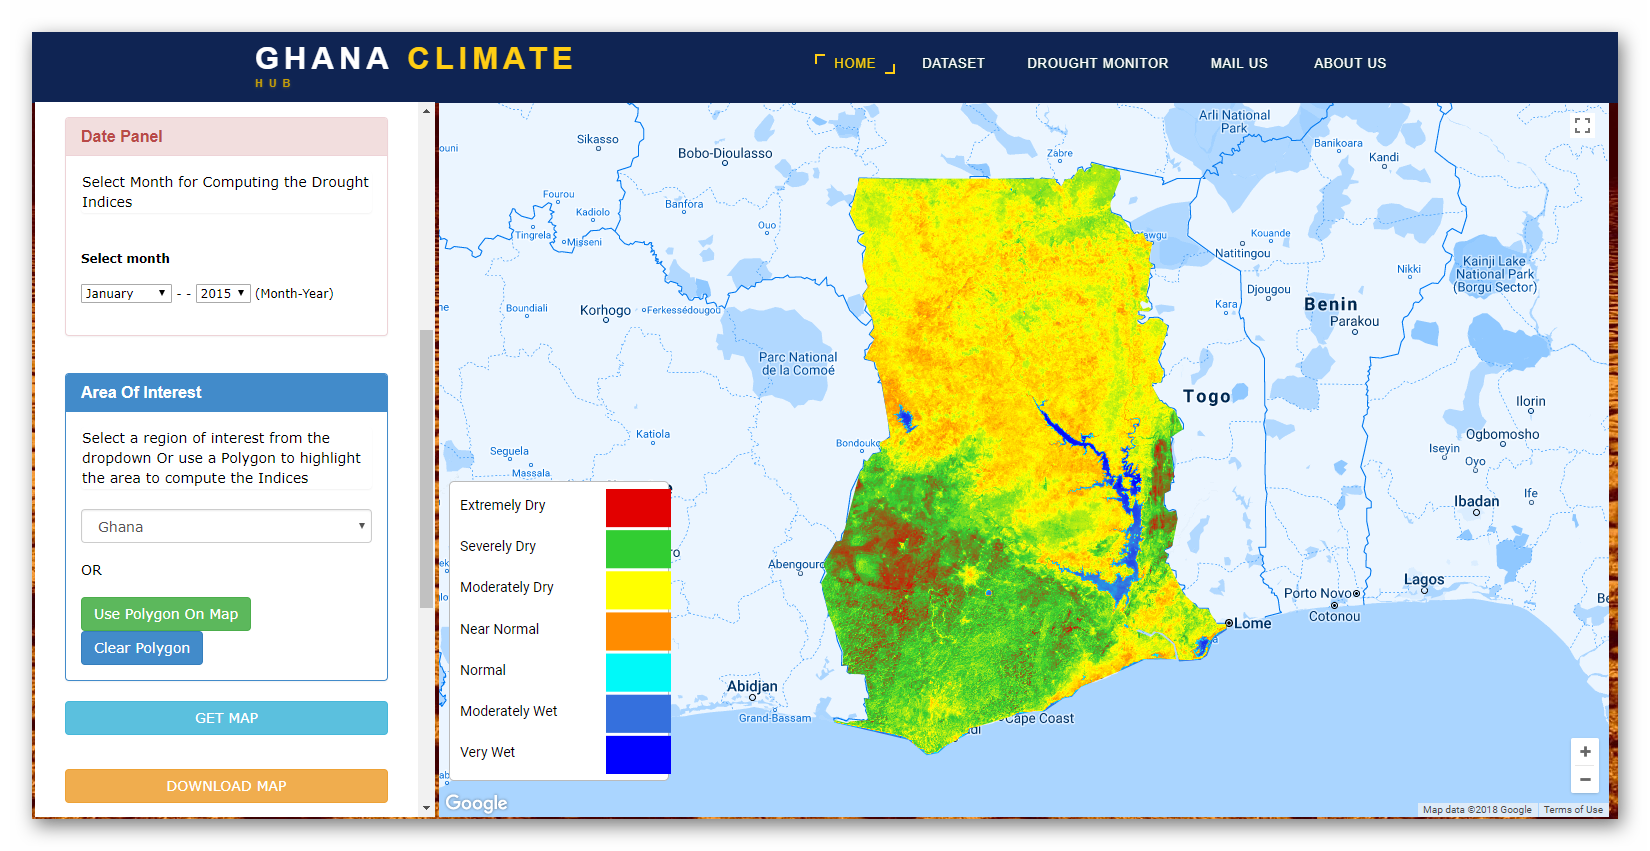 GHANA CLIMATE
HUB
HOME
DATASET
DROUGHT MONITOR
MAIL US
ABOUT US
Date Panel
Select Month for Computing the Drought
Indices
Select month
January - - 2015 (Month-Year)
Area Of Interest
Select a region of interest from the
dropdown Or use a Polygon to highlight
the area to compute the Indices
Ghana
OR
Use Polygon On Map
Clear Polygon
GET MAP
DOWNLOAD MAP
ouni
Sikasso
Bobo-Dioulasso
Zabre
Arli National
Park
Banikoara
Kandi
Fourou
Kadiolo
Banfora
Ouo
Tingrela
Misseni
Natitingou
Kouande
Nikki
Kainji Lake
National Park
(Borgu Sector)
Djougou
Kara
Benin
Parakou
Boundiali
Korhogo
Ferkessédougou
Parc National
de la Comoé
Togo
Ilorin
Ogbomosho
Iseyin
Oyo
Katiola
Bondoukc
Seguela
Massala
Ibadan
Ife
Abengourc
Lagos
Porto Novo
Cotonou
Lome
Abidjan
Grand-Bassam
Cape Coast
Extremely Dry
Severely Dry
Moderately Dry
Near Normal
Normal
Moderately Wet
Very Wet
+
−
Google
Map data ©2018 Google
Terms of Use